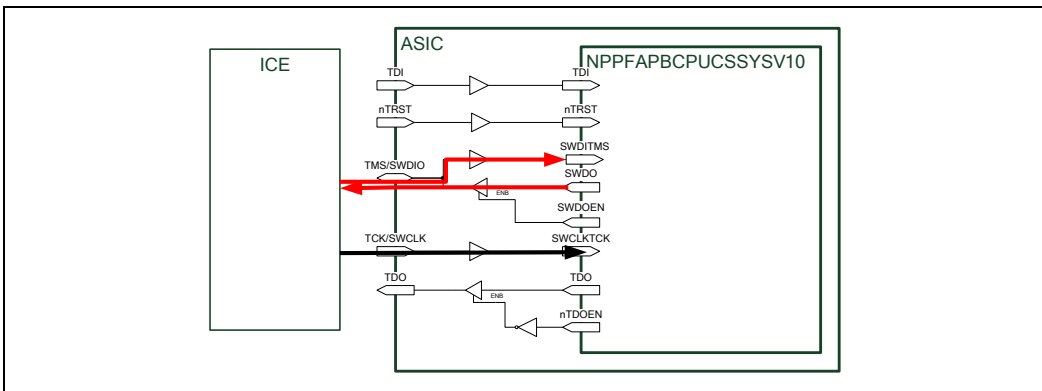 ASIC
ICE
NPPFAPBCPUCSSYSV10
TDI
TDI
nTRST
nTRST
SWDITMS
TMS/SWDIO
SWDO
ENB
SWDOEN
TCK/SWCLK
SWCLKTCK
TDO
TDO
ENB
nTDOEN